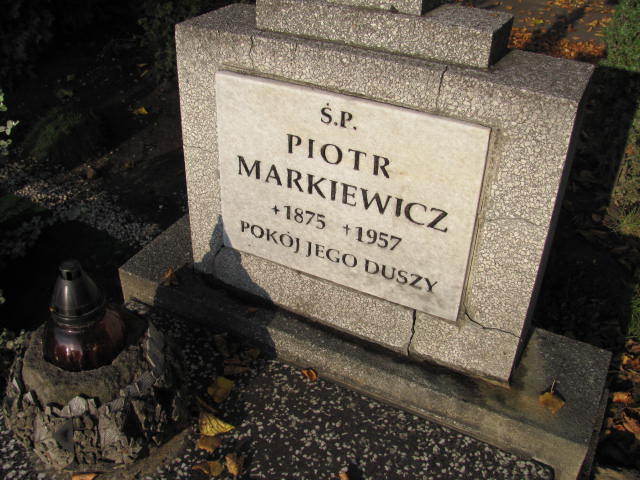 Ś.P.
PIOTR
MARKIEWICZ
+1875 +1957
POKÓJ JEGO DUSZY